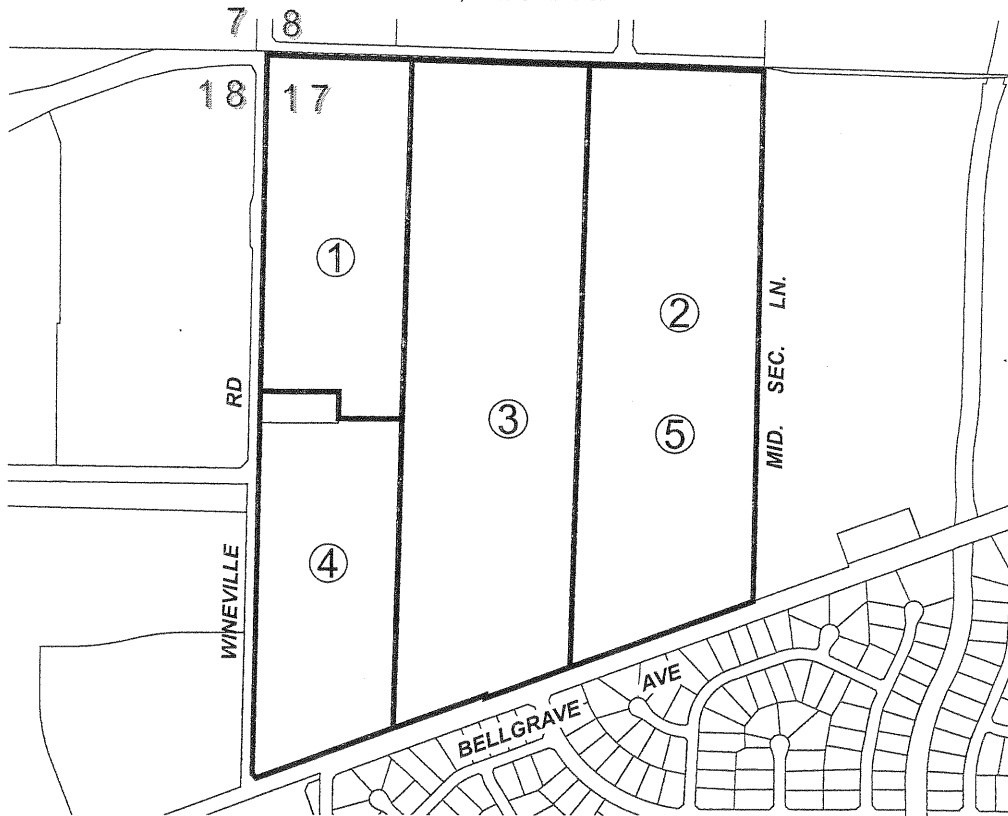 7 8
18 17
①
②
LN.
SEC.
MID.
RD
③
⑤
④
WINEVILLE
AVE
BELLGRAVE